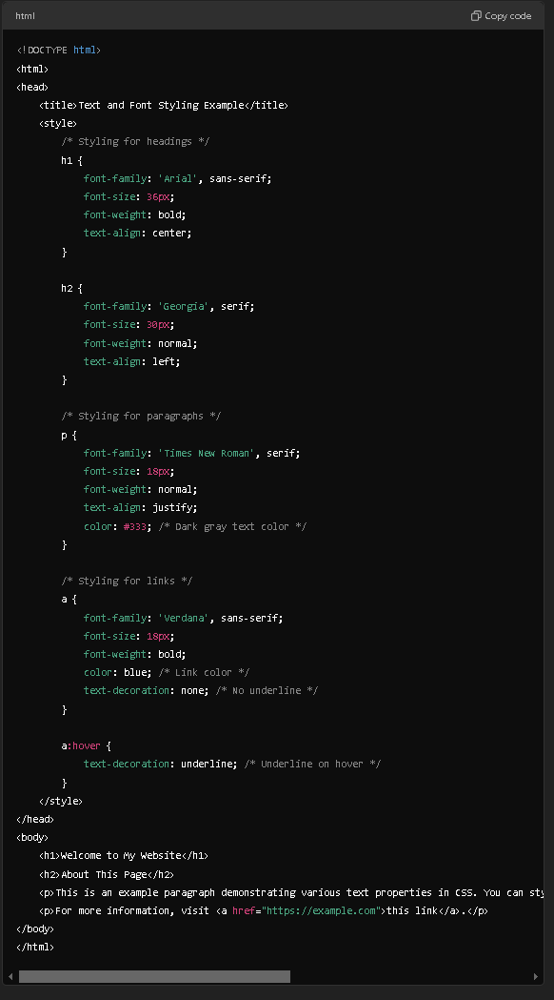 html
Copy code
<!DOCTYPE html>
<html>
<head>
    <title>Text and Font Styling Example</title>
    <style>
        /* Styling for headings */
        h1 {
            font-family: 'Arial', sans-serif;
            font-size: 36px;
            font-weight: bold;
            text-align: center;
        }

        h2 {
            font-family: 'Georgia', serif;
            font-size: 30px;
            font-weight: normal;
            text-align: left;
        }

        /* Styling for paragraphs */
        p {
            font-family: 'Times New Roman', serif;
            font-size: 18px;
            font-weight: normal;
            text-align: justify;
            color: #333; /* Dark gray text color */
        }

        /* Styling for links */
        a {
            font-family: 'Verdana', sans-serif;
            font-size: 18px;
            font-weight: bold;
            color: blue; /* Link color */
            text-decoration: none; /* No underline */
        }

        a:hover {
            text-decoration: underline; /* Underline on hover */
        }
    </style>
</head>
<body>
    <h1>Welcome to My Website</h1>
    <h2>About This Page</h2>
    <p>This is an example paragraph demonstrating various text properties in CSS. You can sty
    <p>For more information, visit <a href="https://example.com">this link</a>.</p>
</body>
</html>